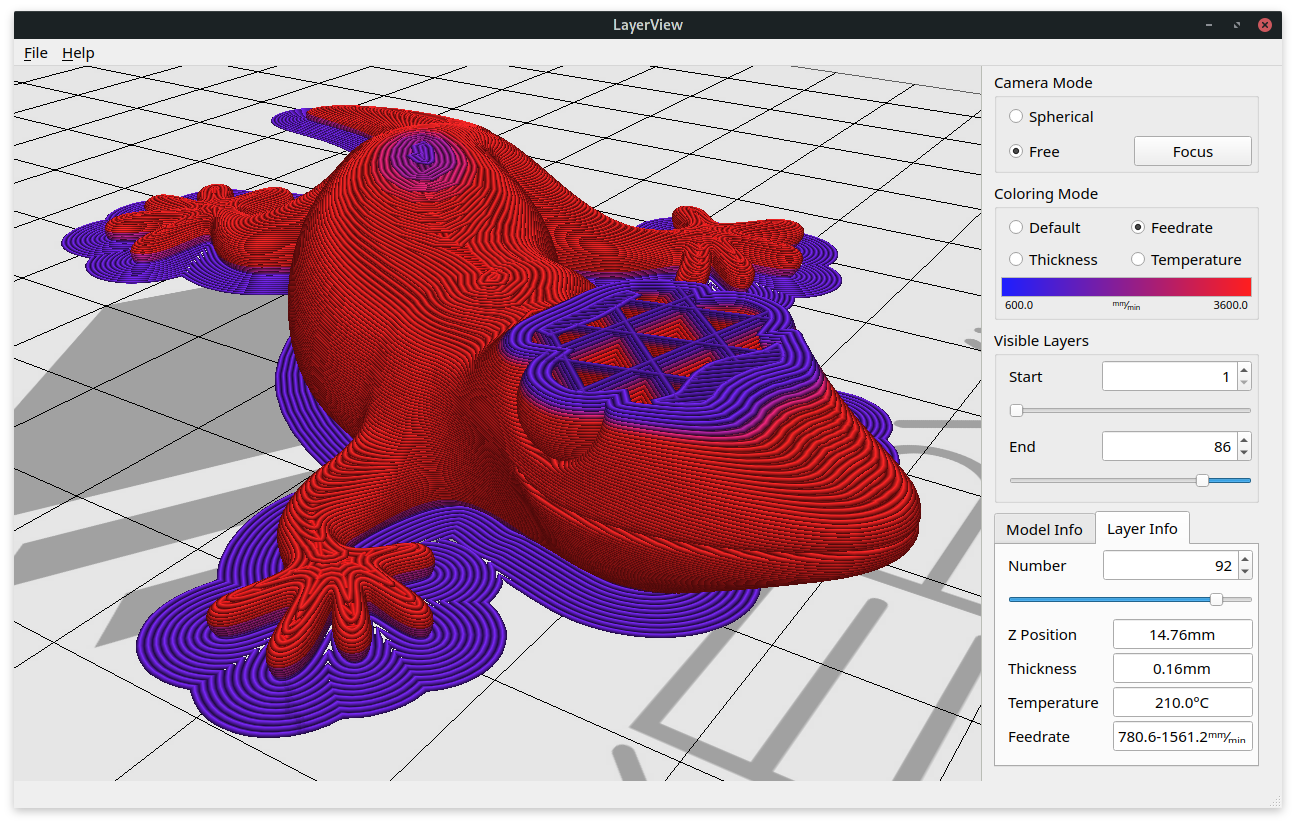 LayerView
File Help
Camera Mode
Spherical
Free Focus
Coloring Mode
Default Feedrate
Thickness Temperature
600.0 mm/min 3600.0
Visible Layers
Start 1
End 86
Model Info Layer Info
Number 92
Z Position 14.76mm
Thickness 0.16mm
Temperature 210.0°C
Feedrate 780.6-1561.2mm/min